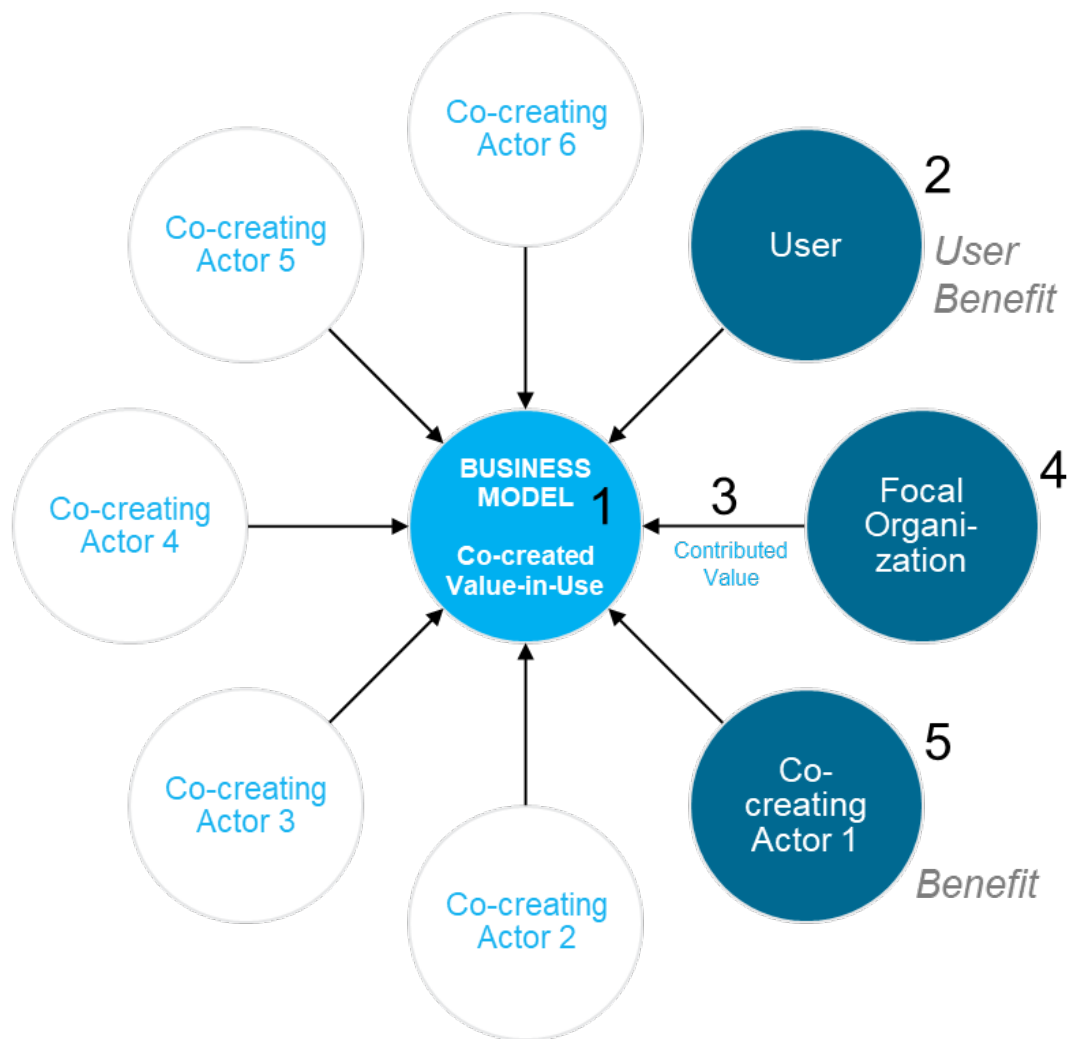 Co-creating
Actor 6
Co-creating
Actor 5
User
2
User
Benefit
Co-creating
Actor 4
BUSINESS
MODEL
1
Co-created
Value-in-Use
3
Contributed
Value
Focal
Organi-
zation
4
Co-creating
Actor 3
Co-creating
Actor 2
Co-
creating
Actor 1
5
Benefit